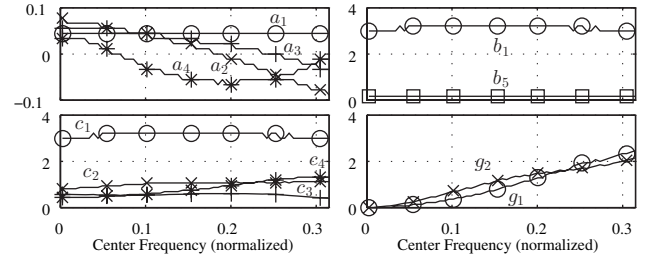 0.1
0
−0.1
a1
a3
a4
a2
4
2
0
b1
b5
4
2
0
c1
c2
c4
c3
0
0.1
0.2
0.3
Center Frequency (normalized)
4
2
0
g2
g1
0
0.1
0.2
0.3
Center Frequency (normalized)